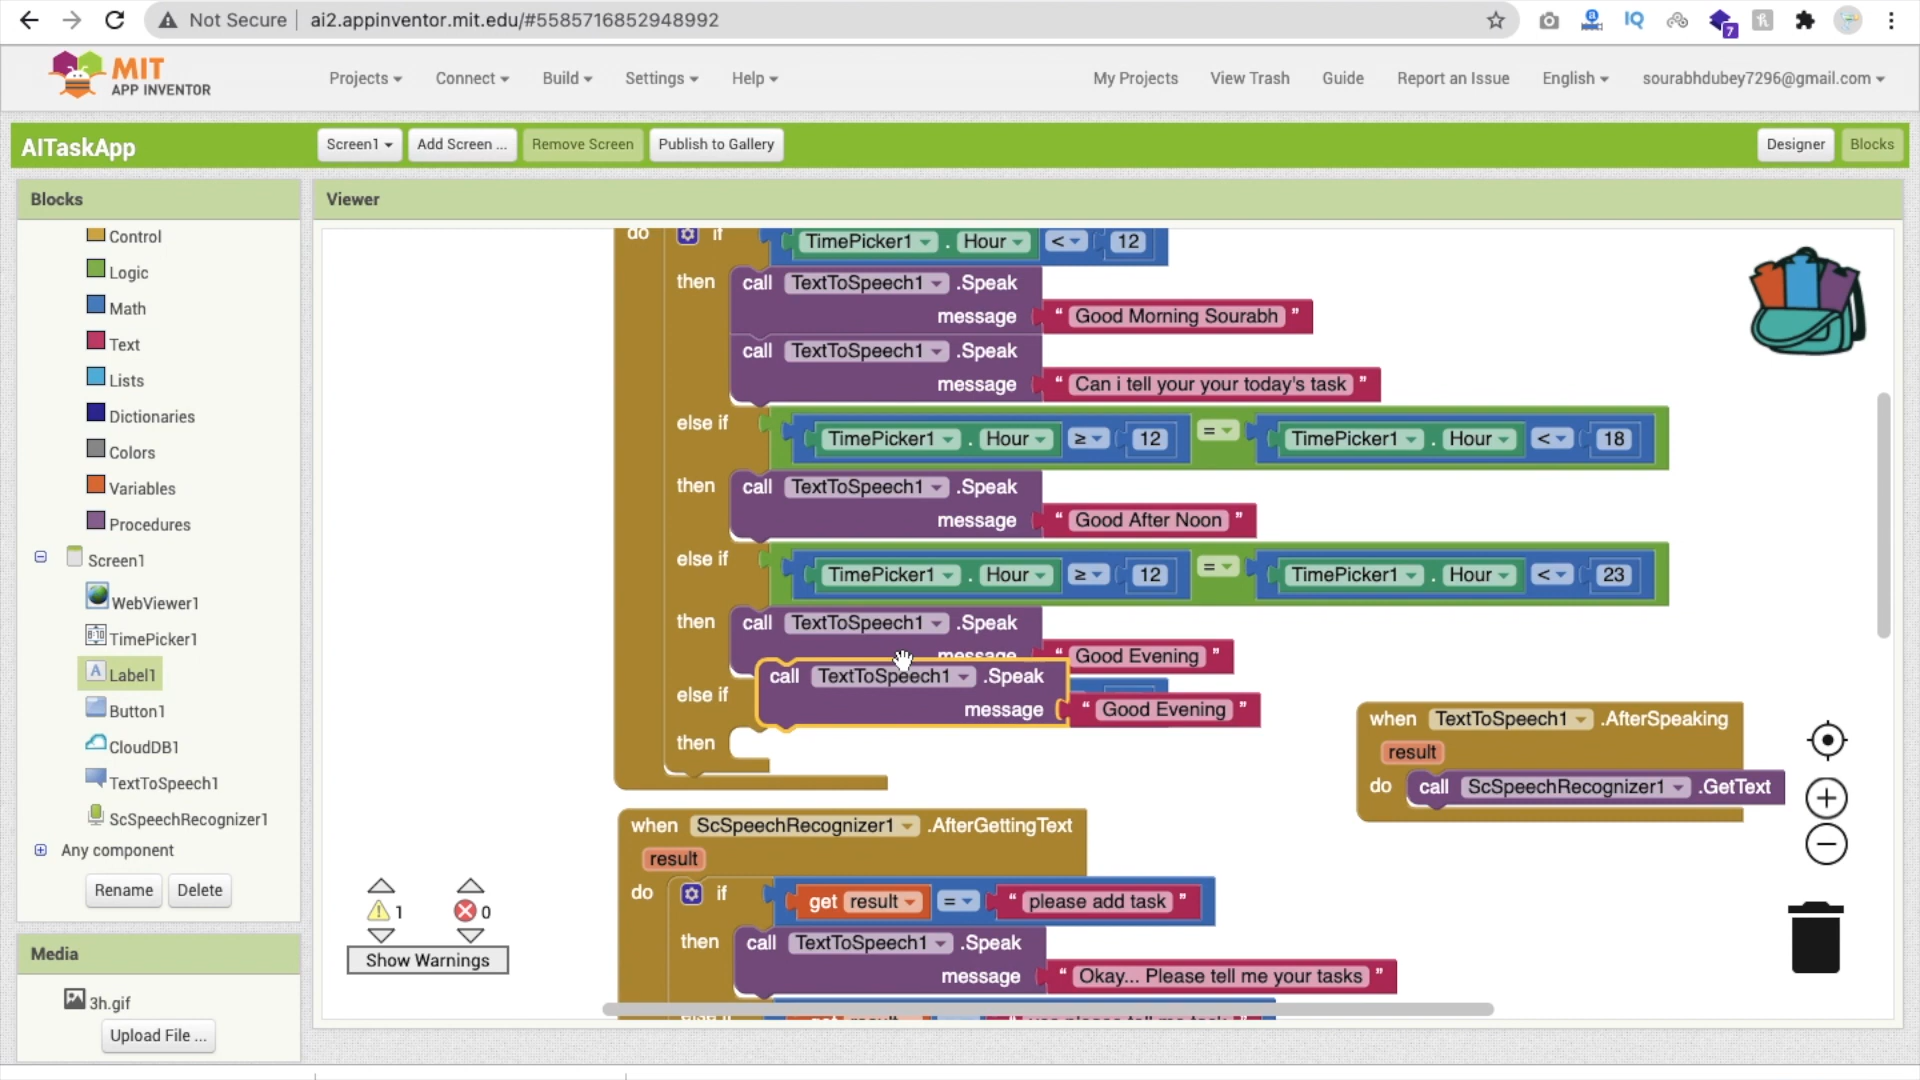 Not Secure | ai2.appinventor.mit.edu/#5585716852948992
IQ
7
MIT
APP INVENTOR
Projects Connect Build Settings Help My Projects View Trash Guide Report an Issue English sourabhdubey7296@gmail.com
AITaskApp Screen1 Add Screen ... Remove Screen Publish to Gallery Designer Blocks
Blocks
Control
Logic
Math
Text
Lists
Dictionaries
Colors
Variables
Procedures
Screen1
WebViewer1
TimePicker1
Label1
Button1
CloudDB1
TextToSpeech1
ScSpeechRecognizer1
Any component
Rename Delete
Media
3h.gif
Upload File ...
Viewer
do if TimePicker1 . Hour < 12
then call TextToSpeech1 .Speak
message “ Good Morning Sourabh ”
call TextToSpeech1 .Speak
message “ Can i tell your your today's task ”
else if TimePicker1 . Hour ≥ 12 = TimePicker1 . Hour < 18
then call TextToSpeech1 .Speak
message “ Good After Noon ”
else if TimePicker1 . Hour ≥ 12 = TimePicker1 . Hour < 23
then call TextToSpeech1 .Speak
message “ Good Evening ”
else if call TextToSpeech1 .Speak
message “ Good Evening ”
then
when TextToSpeech1 .AfterSpeaking
result
do call ScSpeechRecognizer1 .GetText
when ScSpeechRecognizer1 .AfterGettingText
result
do if get result = “ please add task ”
then call TextToSpeech1 .Speak
message “ Okay... Please tell me your tasks ”
1 0
Show Warnings